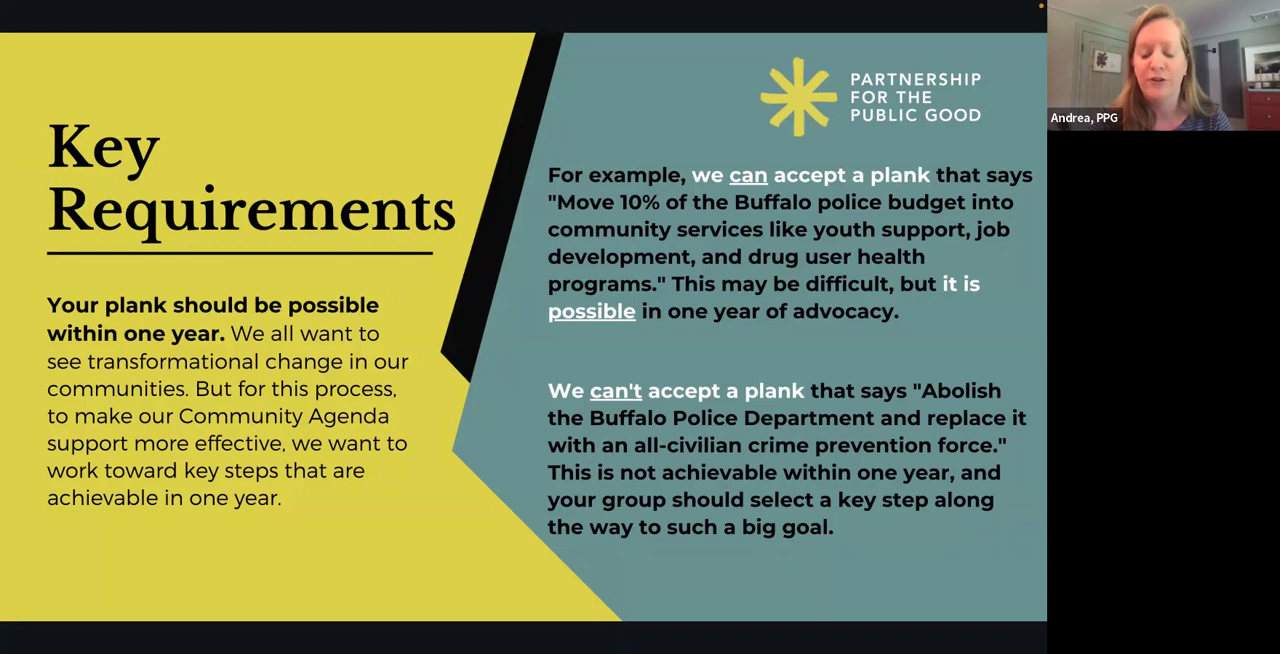 Key
Requirements
Your plank should be possible
within one year. We all want to
see transformational change in our
communities. But for this process,
to make our Community Agenda
support more effective, we want to
work toward key steps that are
achievable in one year.
PARTNERSHIP
FOR THE
PUBLIC GOOD
For example, we can accept a plank that says
"Move 10% of the Buffalo police budget into
community services like youth support, job
development, and drug user health
programs." This may be difficult, but it is
possible in one year of advocacy.
We can't accept a plank that says "Abolish
the Buffalo Police Department and replace it
with an all-civilian crime prevention force."
This is not achievable within one year, and
your group should select a key step along
the way to such a big goal.
Andrea, PPG